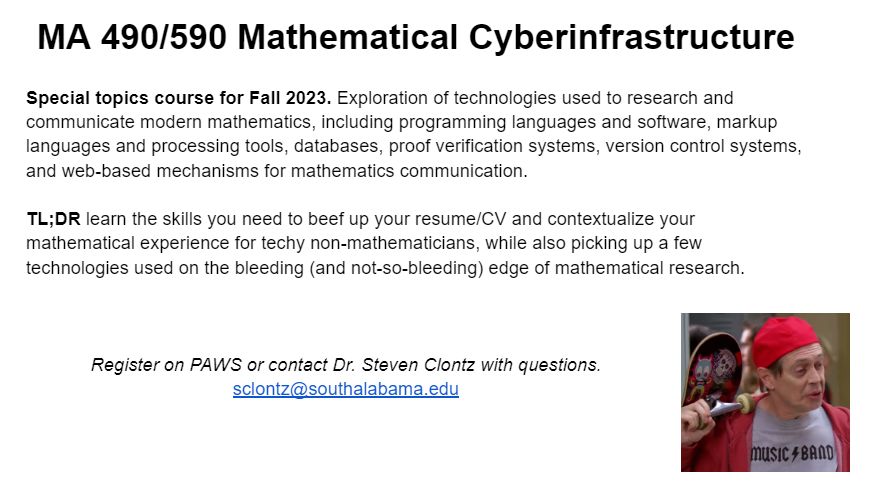 MA 490/590 Mathematical Cyberinfrastructure
Special topics course for Fall 2023. Exploration of technologies used to research and
communicate modern mathematics, including programming languages and software, markup
languages and processing tools, databases, proof verification systems, version control systems,
and web-based mechanisms for mathematics communication.
TL;DR learn the skills you need to beef up your resume/CV and contextualize your
mathematical experience for techy non-mathematicians, while also picking up a few
technologies used on the bleeding (and not-so-bleeding) edge of mathematical research.
Register on PAWS or contact Dr. Steven Clontz with questions.
sclontz@southalabama.edu
MUSIC⚡BAND